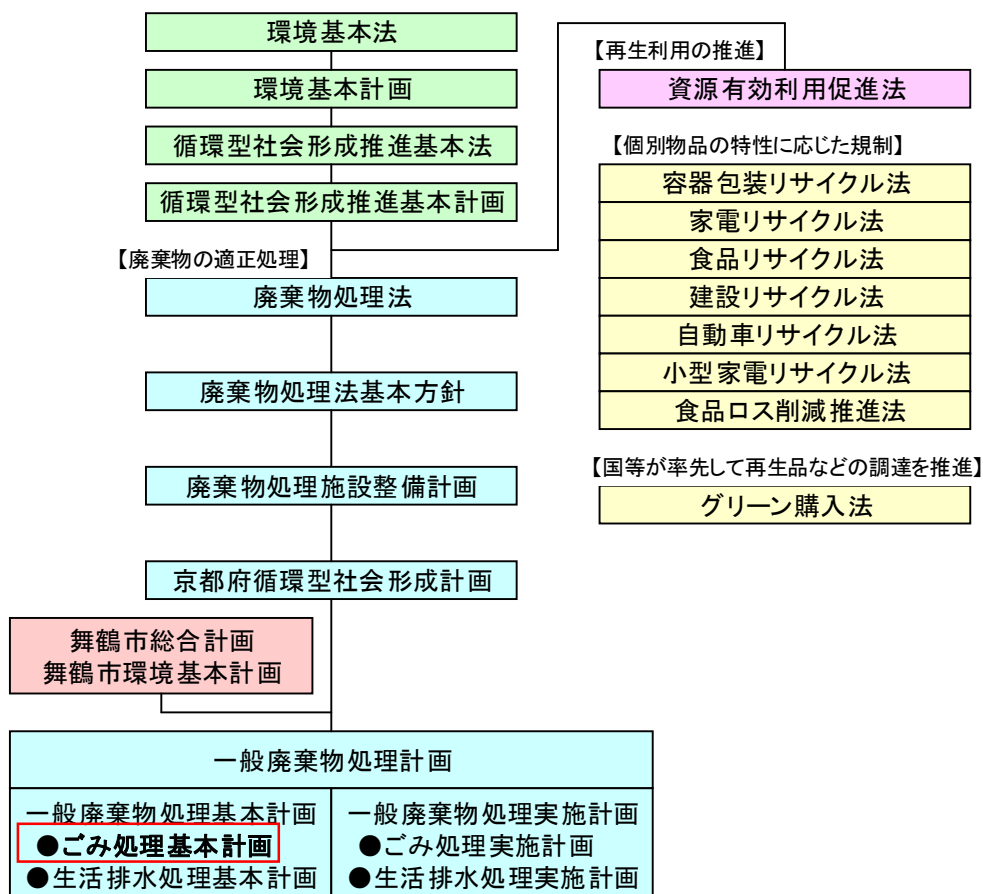 環境基本法
環境基本計画
循環型社会形成推進基本法
循環型社会形成推進基本計画
【廃棄物の適正処理】
廃棄物処理法
廃棄物処理法基本方針
廃棄物処理施設整備計画
京都府循環型社会形成計画
舞鶴市総合計画
舞鶴市環境基本計画
一般廃棄物処理計画
一般廃棄物処理基本計画
●ごみ処理基本計画
●生活排水処理基本計画
一般廃棄物処理実施計画
●ごみ処理実施計画
●生活排水処理実施計画
【再生利用の推進】
資源有効利用促進法
【個別物品の特性に応じた規制】
容器包装リサイクル法
家電リサイクル法
食品リサイクル法
建設リサイクル法
自動車リサイクル法
小型家電リサイクル法
食品ロス削減推進法
【国等が率先して再生品などの調達を推進】
グリーン購入法